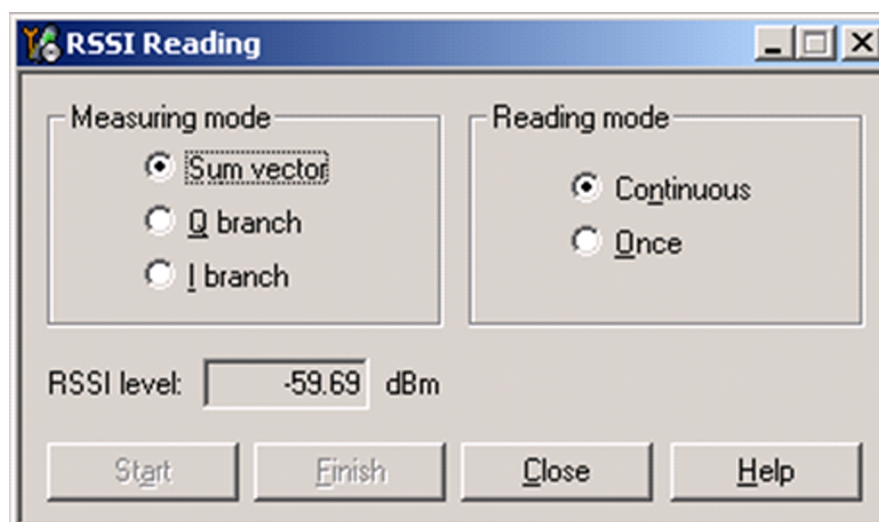 RSSI Reading
Measuring mode
Sum vector
Q branch
I branch
Reading mode
Continuous
Once
RSSI level: -59.69 dBm
Start Finish Close Help